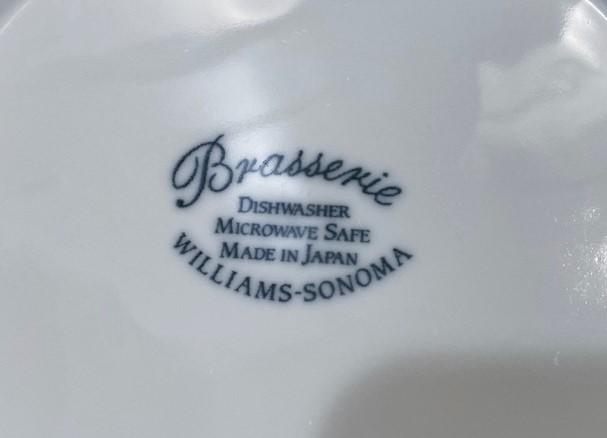 Brasserie
DISHWASHER
MICROWAVE SAFE
MADE IN JAPAN
WILLIAMS-SONOMA